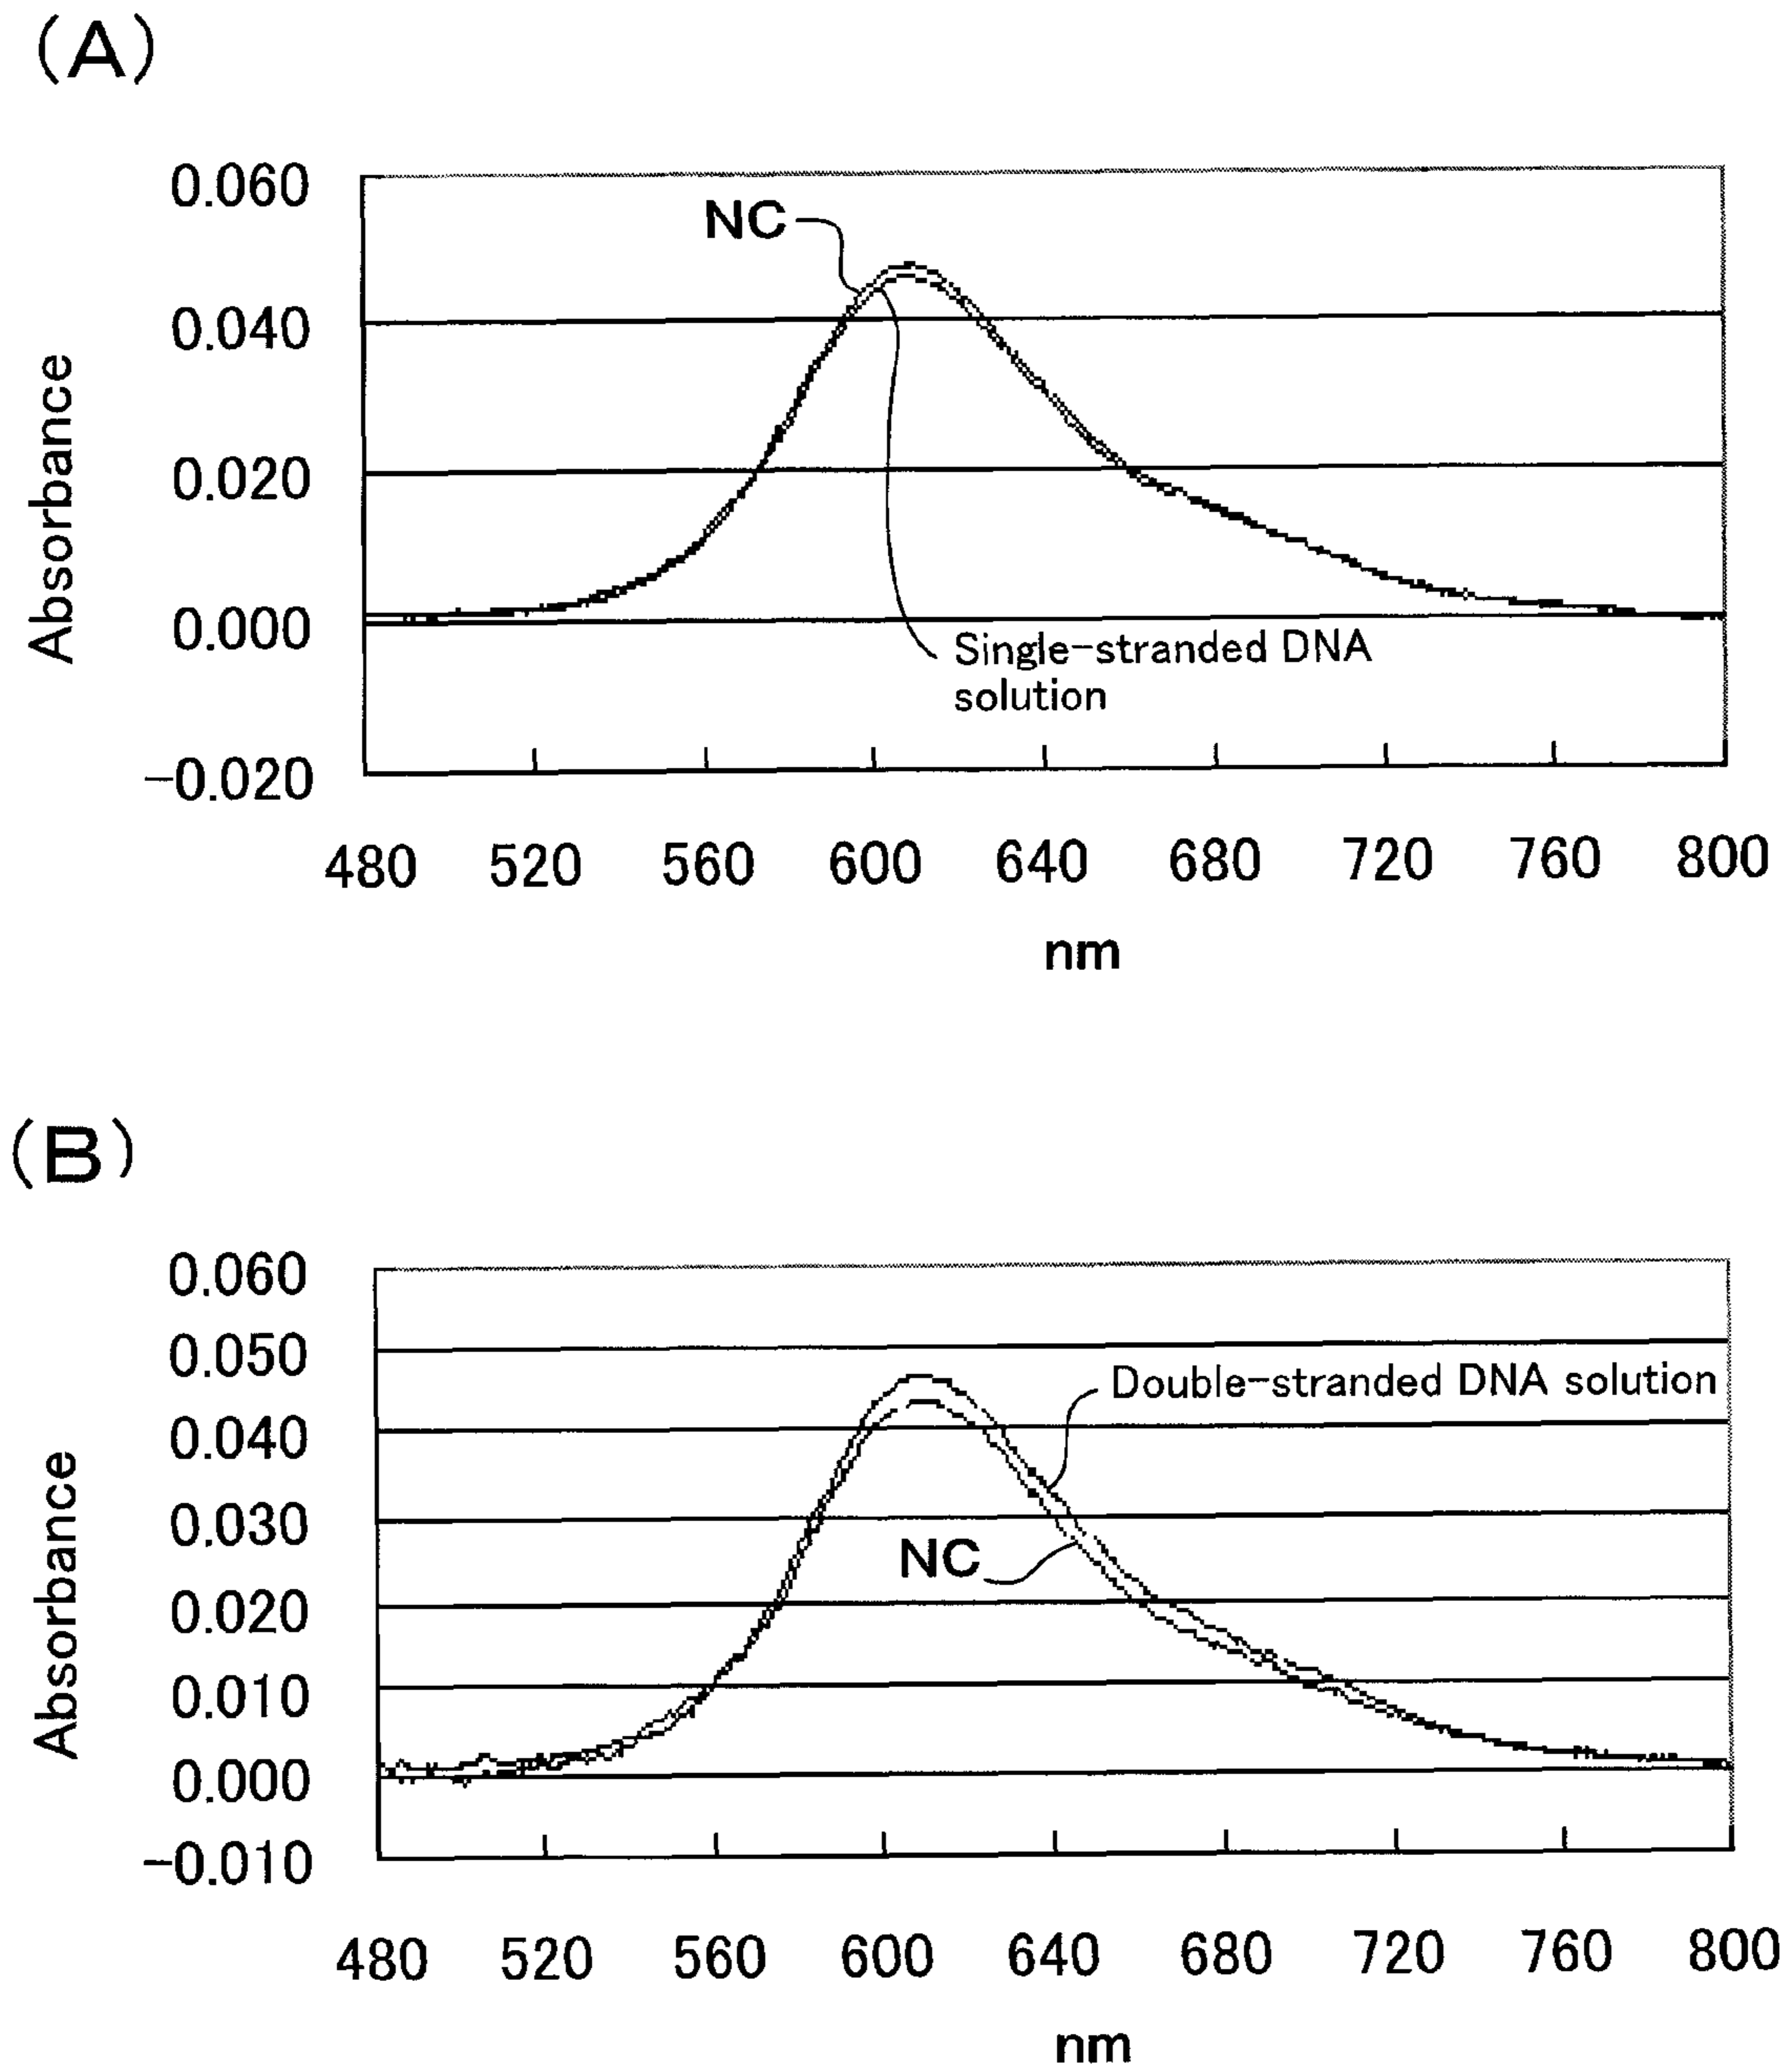 (A)
0.060
NC
0.040
0.020
0.000
Single-stranded DNA
solution
-0.020
Absorbance
480 520 560 600 640 680 720 760 800
nm
(B)
0.060
0.050
Double-stranded DNA solution
0.040
0.030
NC
0.020
0.010
0.000
-0.010
Absorbance
480 520 560 600 640 680 720 760 800
nm